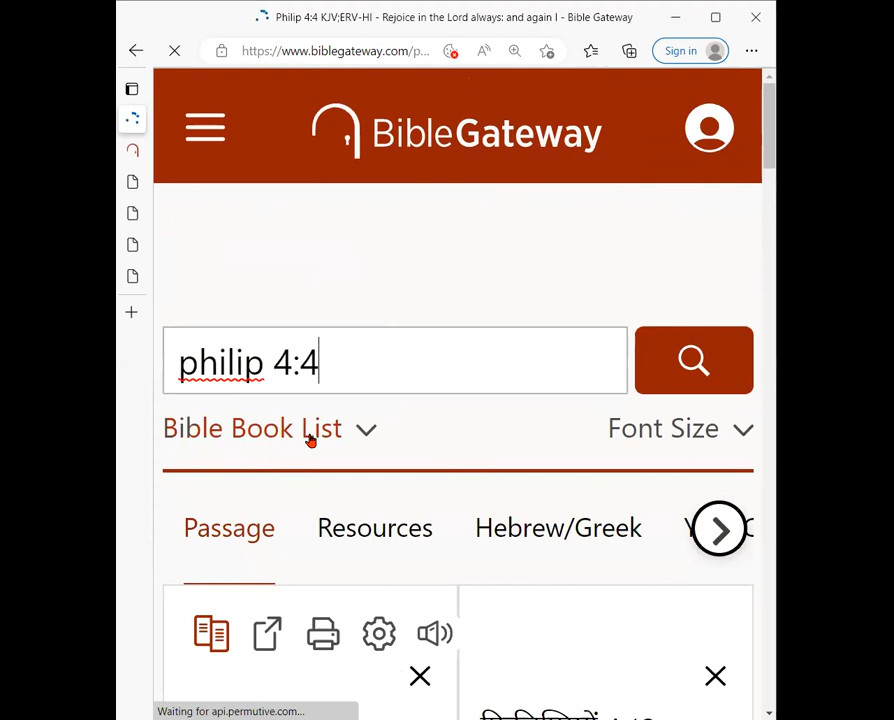 Philip 4:4 KJV;ERV-HI - Rejoice in the Lord always: and again I - Bible Gateway
https://www.biblegateway.com/p...
Sign in
BibleGateway
philip 4:4
Bible Book List
Font Size
Passage
Resources
Hebrew/Greek
Waiting for api.permutive.com...